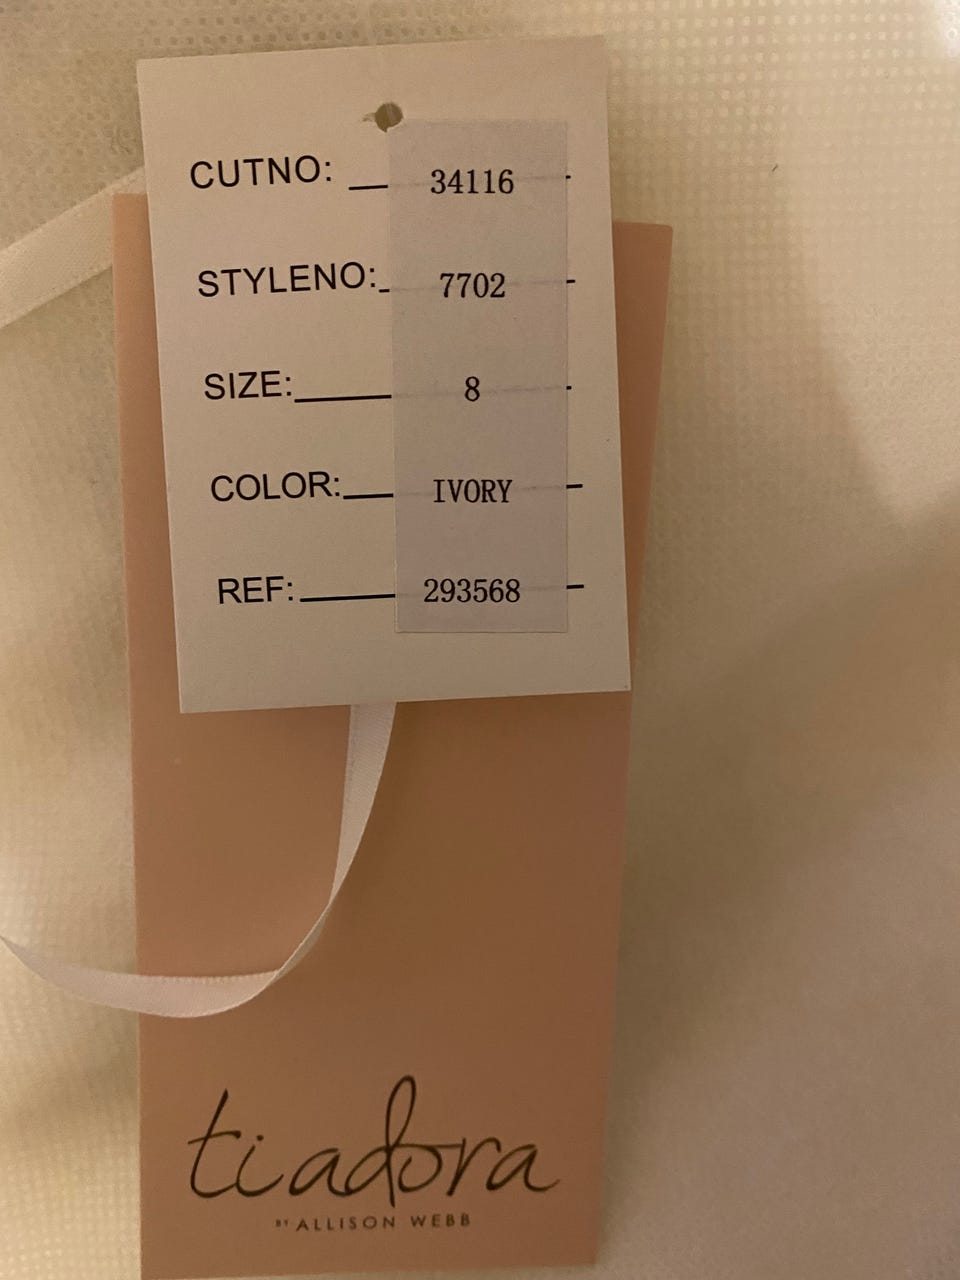 CUTNO: 34116
STYLENO: 7702
SIZE: 8
COLOR: IVORY
REF: 293568
tiadora
BY ALLISON WEBB